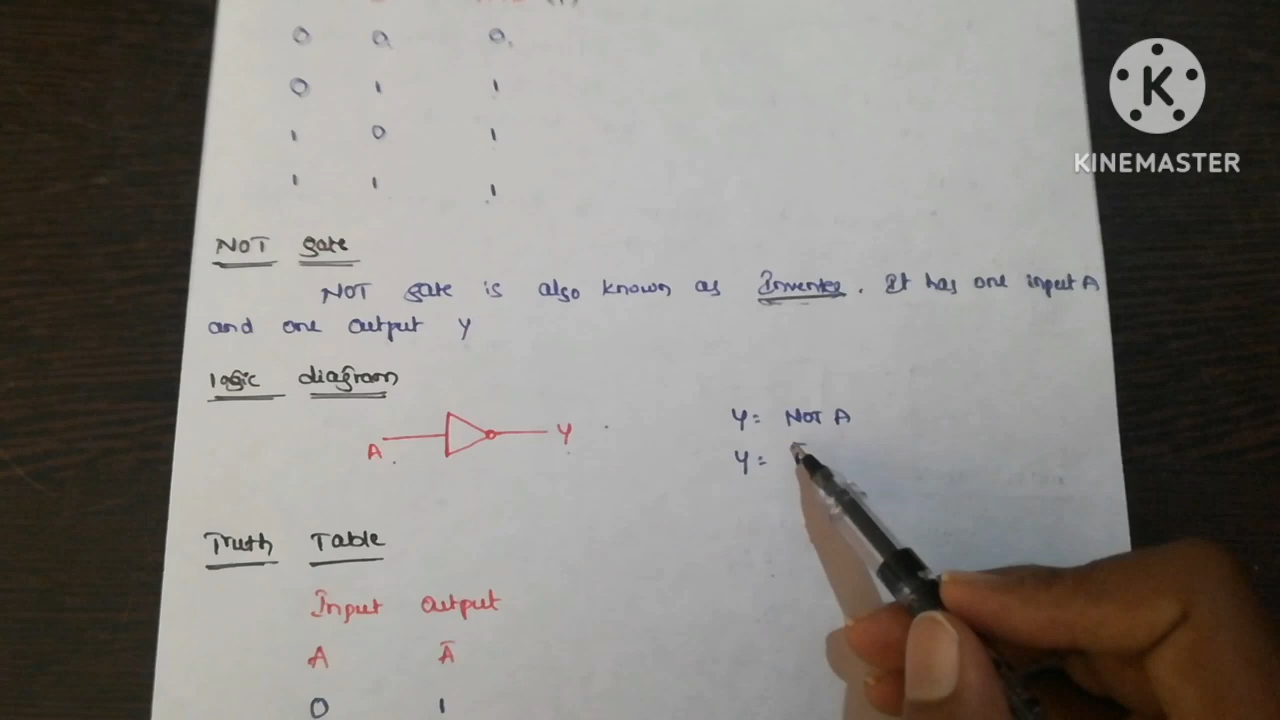 0 0 0
0 1 1
1 0 1
1 1 1
KINEMASTER
NOT gate
NOT gate is also known as Inverter. It has one input A
and one output Y
logic diagram
A Y
Y = NOT A
Y =
Truth Table
Input Output
A Ā
0 1